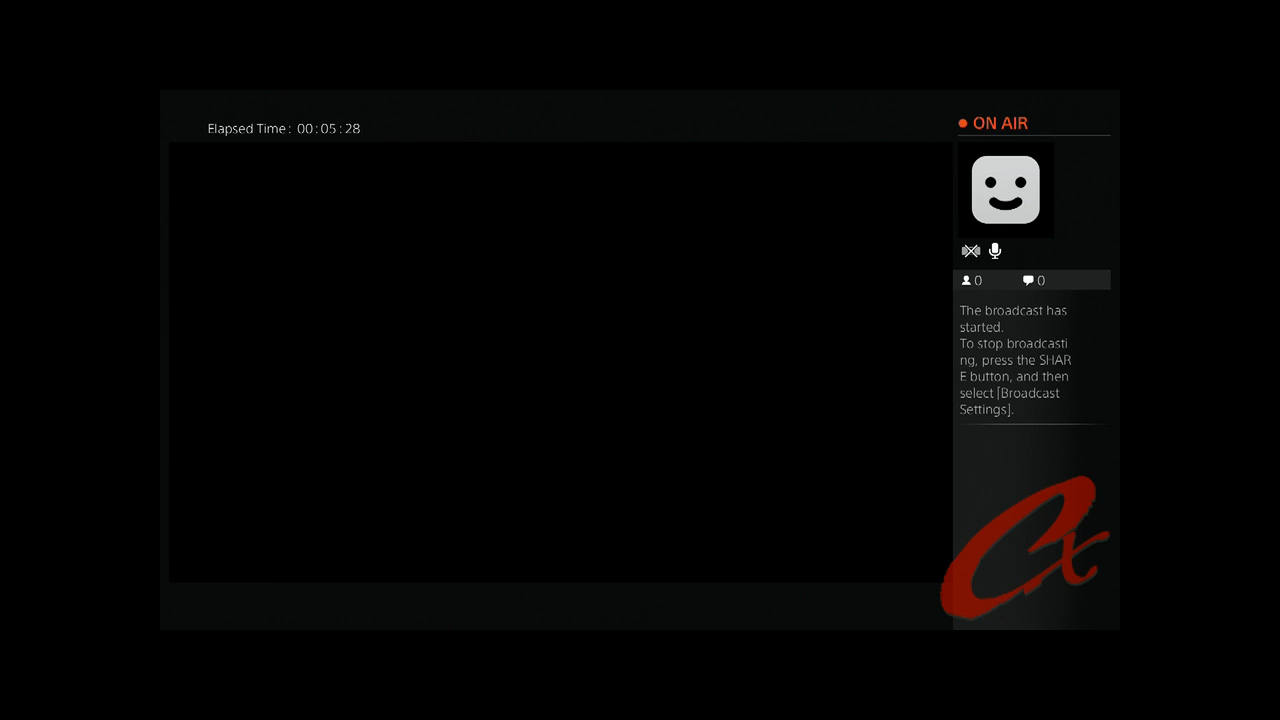 Elapsed Time: 00:05:28
ON AIR
0 0
The broadcast has
started.
To stop broadcasti
ng, press the SHAR
E button, and then
select [Broadcast
Settings].
Cx